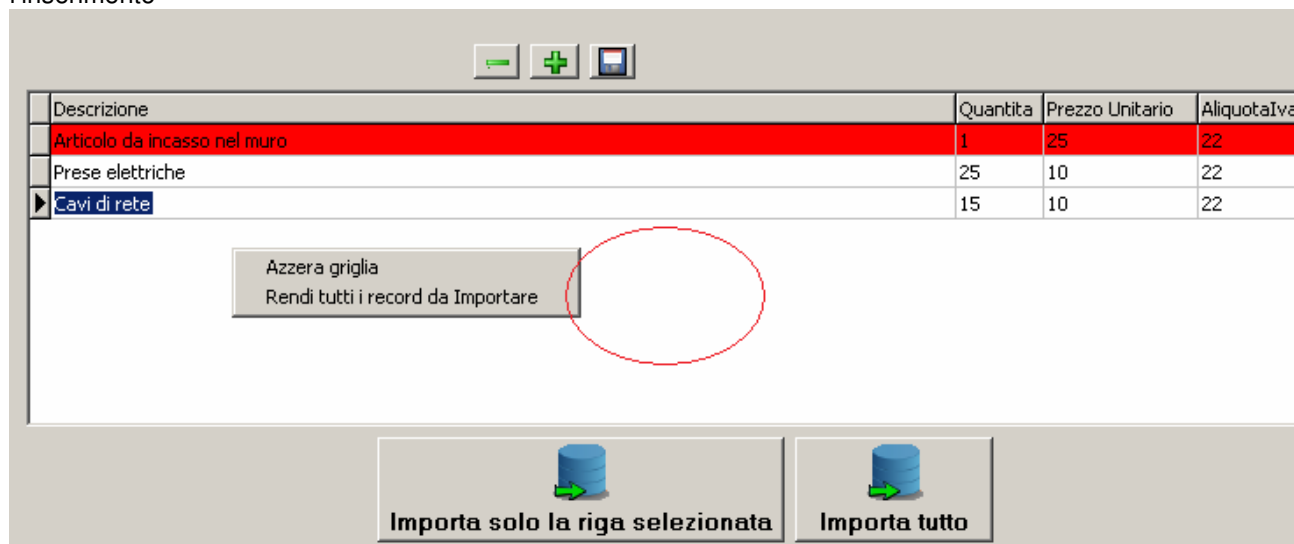 Descrizione Quantita Prezzo Unitario AliquotaIva
Articolo da incasso nel muro 1 25 22
Prese elettriche 25 10 22
Cavi di rete 15 10 22
Azzera griglia
Rendi tutti i record da Importare
Importa solo la riga selezionata Importa tutto